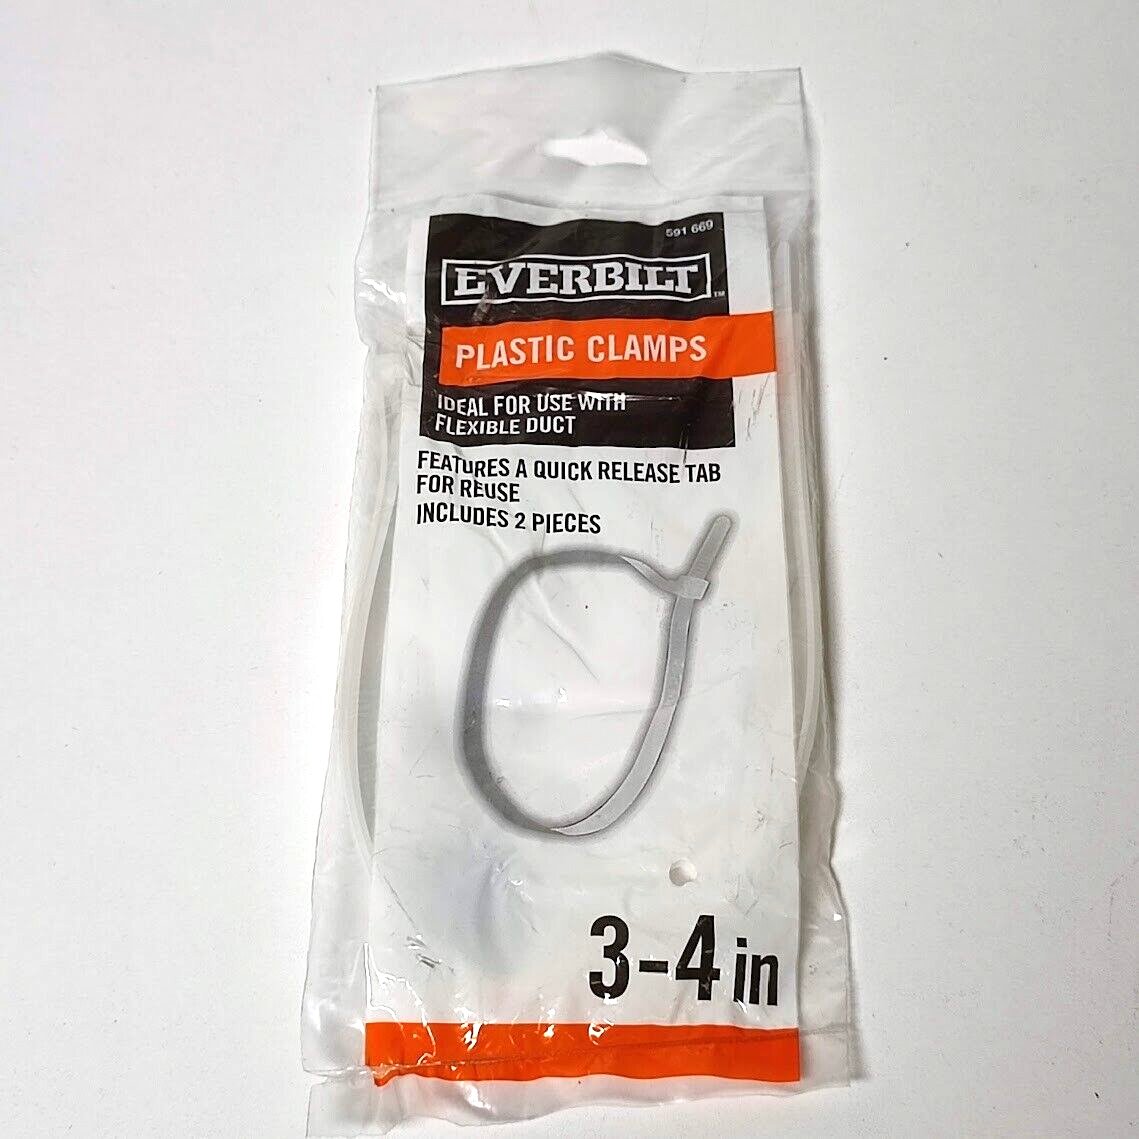 591 669
EVERBILT™
PLASTIC CLAMPS
IDEAL FOR USE WITH
FLEXIBLE DUCT
FEATURES A QUICK RELEASE TAB
FOR REUSE
INCLUDES 2 PIECES
3-4 in